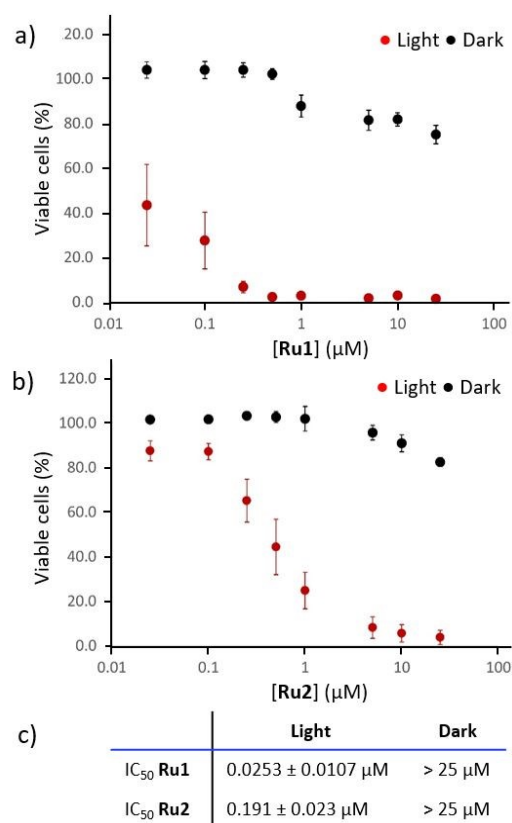 a)
Light Dark
20.0
100.0
80.0
60.0
40.0
20.0
0.0
Viable cells (%)
0.01 0.1 1 10 100
[Ru1] (µM)
b)
Light Dark
120.0
100.0
80.0
60.0
40.0
20.0
0.0
Viable cells (%)
0.01 0.1 1 10 100
[Ru2] (µM)
c)
Light Dark
IC₅₀ Ru1 0.0253 ± 0.0107 µM > 25 µM
IC₅₀ Ru2 0.191 ± 0.023 µM > 25 µM